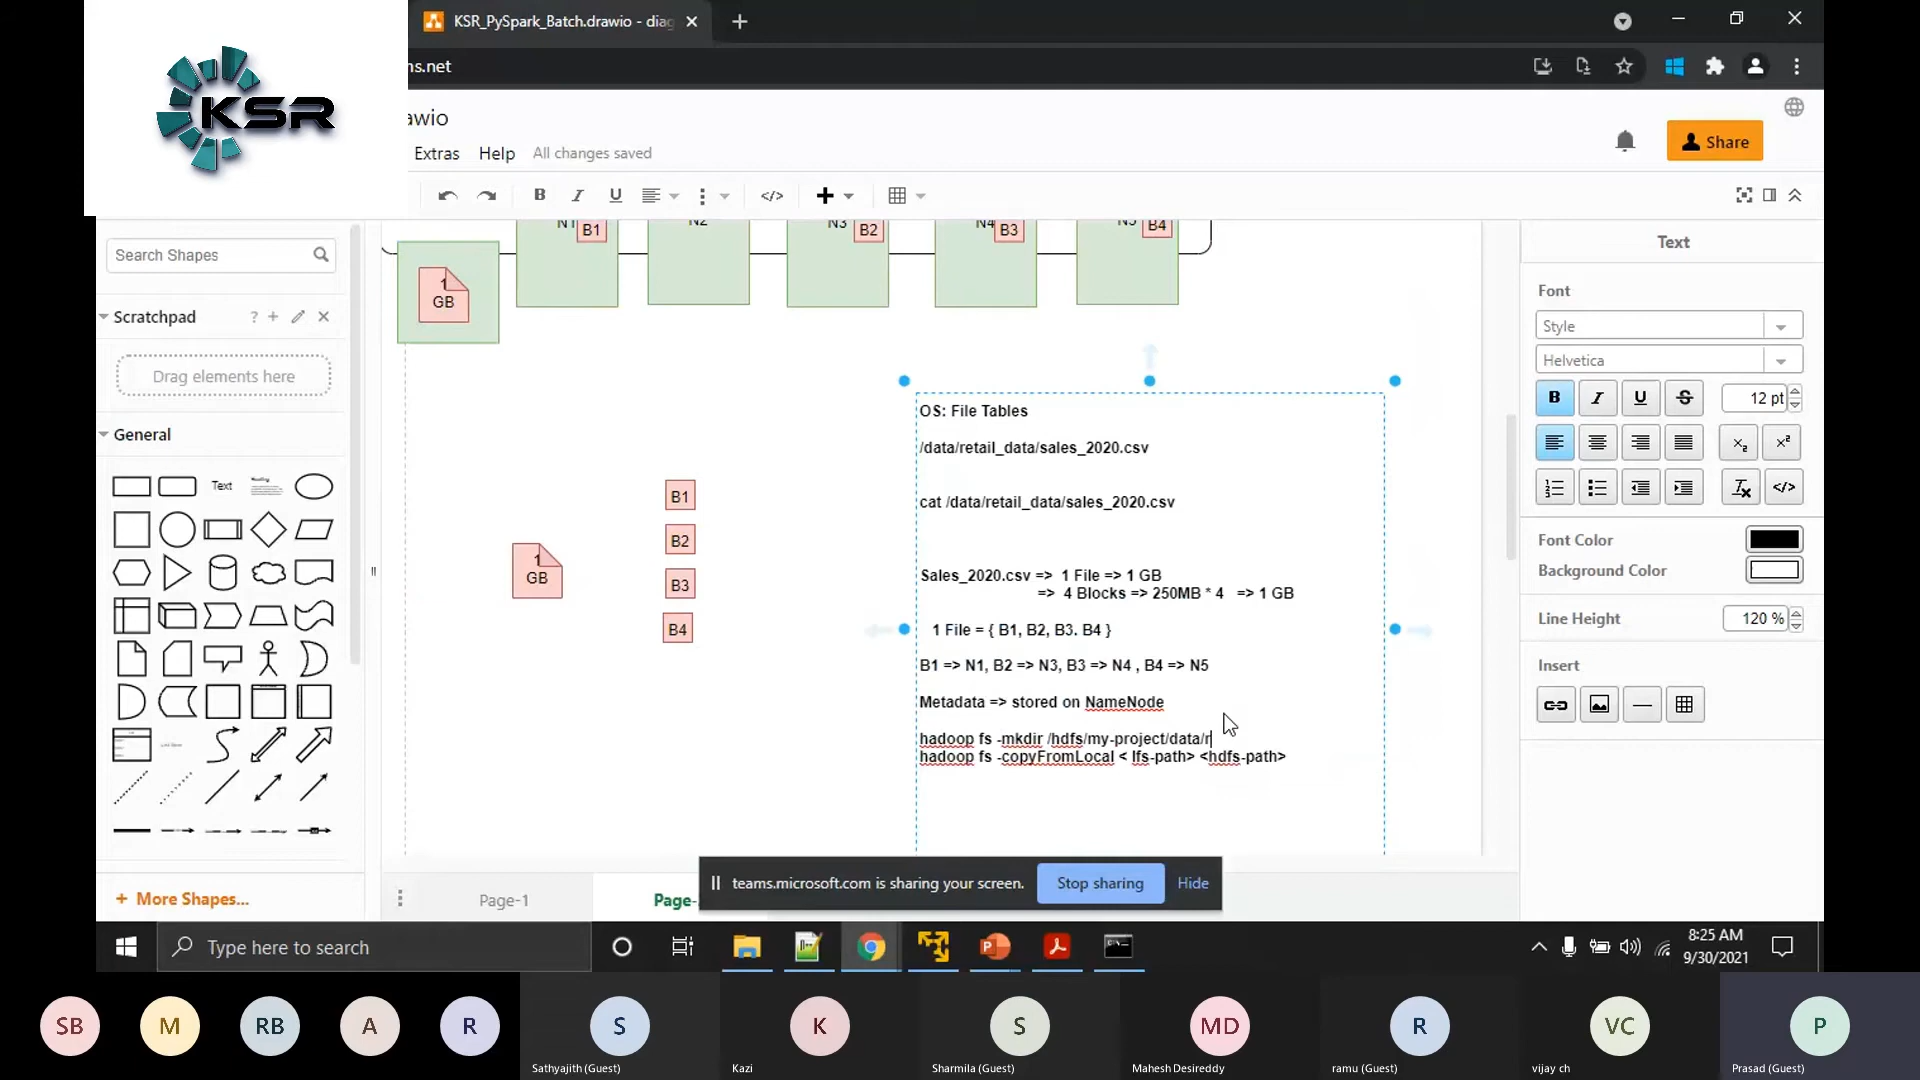 KSR
KSR_PySpark_Batch.drawio - diag
ns.net
awio
Extras Help All changes saved
Share
N1 B1 N2 N3 B2 N4 B3 N5 B4
1
GB
Search Shapes
Scratchpad
Drag elements here
General
Text
Heading
More Shapes...
B1
B2
B3
B4
1
GB
OS: File Tables
/data/retail_data/sales_2020.csv
cat /data/retail_data/sales_2020.csv
Sales_2020.csv => 1 File => 1 GB
=> 4 Blocks => 250MB * 4 => 1 GB
1 File = { B1, B2, B3. B4 }
B1 => N1, B2 => N3, B3 => N4 , B4 => N5
Metadata => stored on NameNode
hadoop fs -mkdir /hdfs/my-project/data/r
hadoop fs -copyFromLocal < lfs-path> <hdfs-path>
Text
Font
Style
Helvetica
B I U S 12 pt
Font Color
Background Color
Line Height 120 %
Insert
Page-1
Page-
teams.microsoft.com is sharing your screen. Stop sharing Hide
Type here to search
8:25 AM
9/30/2021
SB M RB A R S K S MD R VC P
Sathyajith (Guest) Kazi Sharmila (Guest) Mahesh Desireddy ramu (Guest) vijay ch Prasad (Guest)